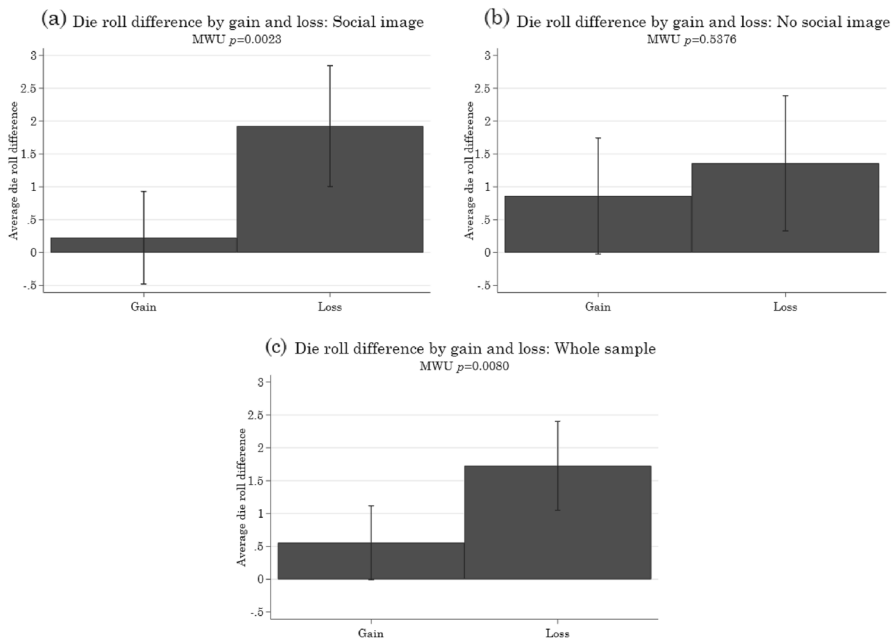 (a) Die roll difference by gain and loss: Social image
MWU p=0.0023
Average die roll difference
3
2.5
2
1.5
1
.5
0
-.5
Gain Loss
(b) Die roll difference by gain and loss: No social image
MWU p=0.5376
Average die roll difference
3
2.5
2
1.5
1
.5
0
-.5
Gain Loss
(c) Die roll difference by gain and loss: Whole sample
MWU p=0.0080
Average die roll difference
3
2.5
2
1.5
1
.5
0
-.5
Gain Loss